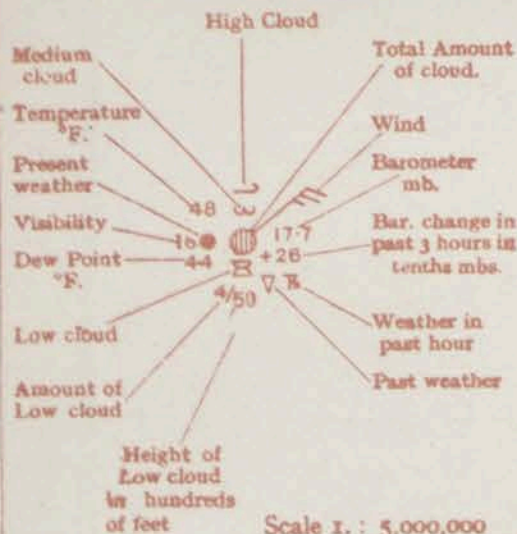 High Cloud
Medium
cloud
Total Amount
of cloud.
Temperature
°F.
Wind
Present
weather
Barometer
mb.
48
Visibility
16
17.7
Bar. change in
past 3 hours in
tenths mbs.
Dew Point
°F.
44
+26
4/50
Low cloud
Weather in
past hour
Amount of
Low cloud
Past weather
Height of
Low cloud
in hundreds
of feet
Scale 1. : 5,000,000